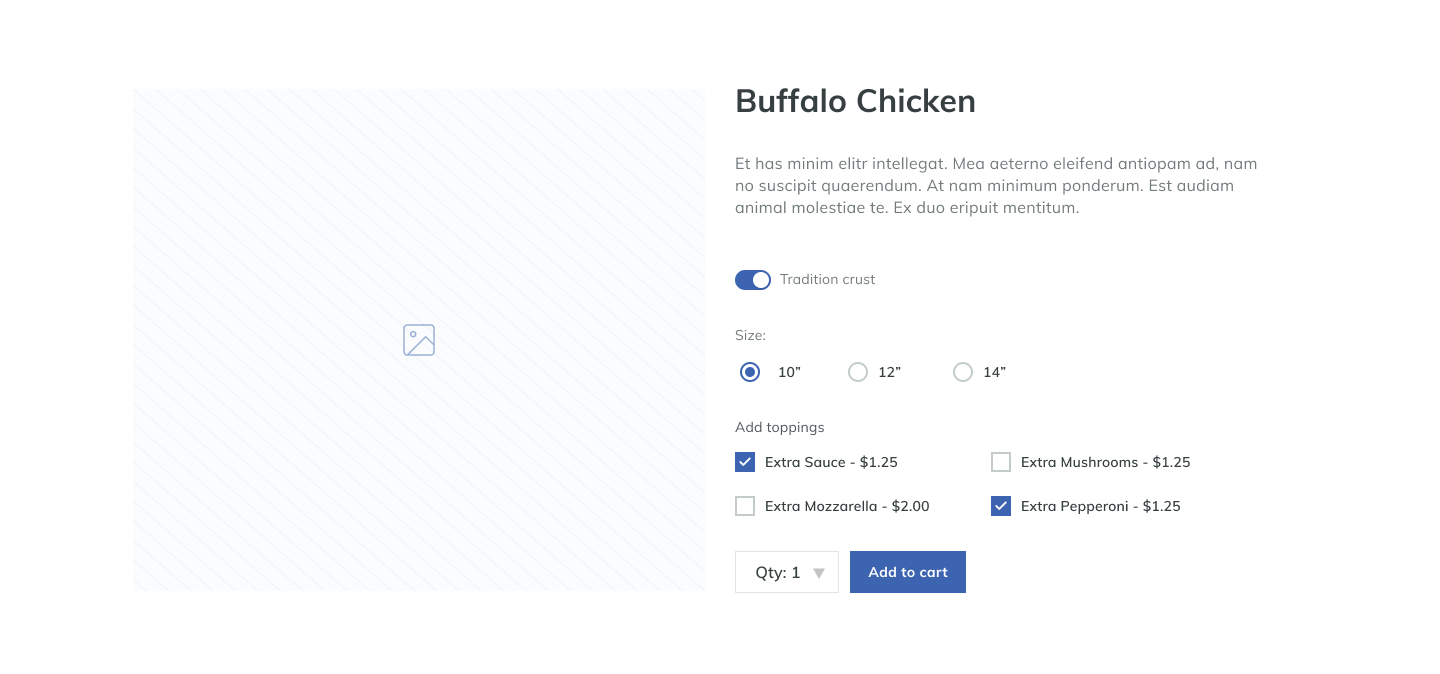 Buffalo Chicken
Et has minim elitr intellegat. Mea aeterno eleifend antiopam ad, nam
no suscipit quaerendum. At nam minimum ponderum. Est audiam
animal molestiae te. Ex duo eripuit mentitum.
Tradition crust
Size:
10” 12” 14”
Add toppings
Extra Sauce - $1.25 Extra Mushrooms - $1.25
Extra Mozzarella - $2.00 Extra Pepperoni - $1.25
Qty: 1 Add to cart